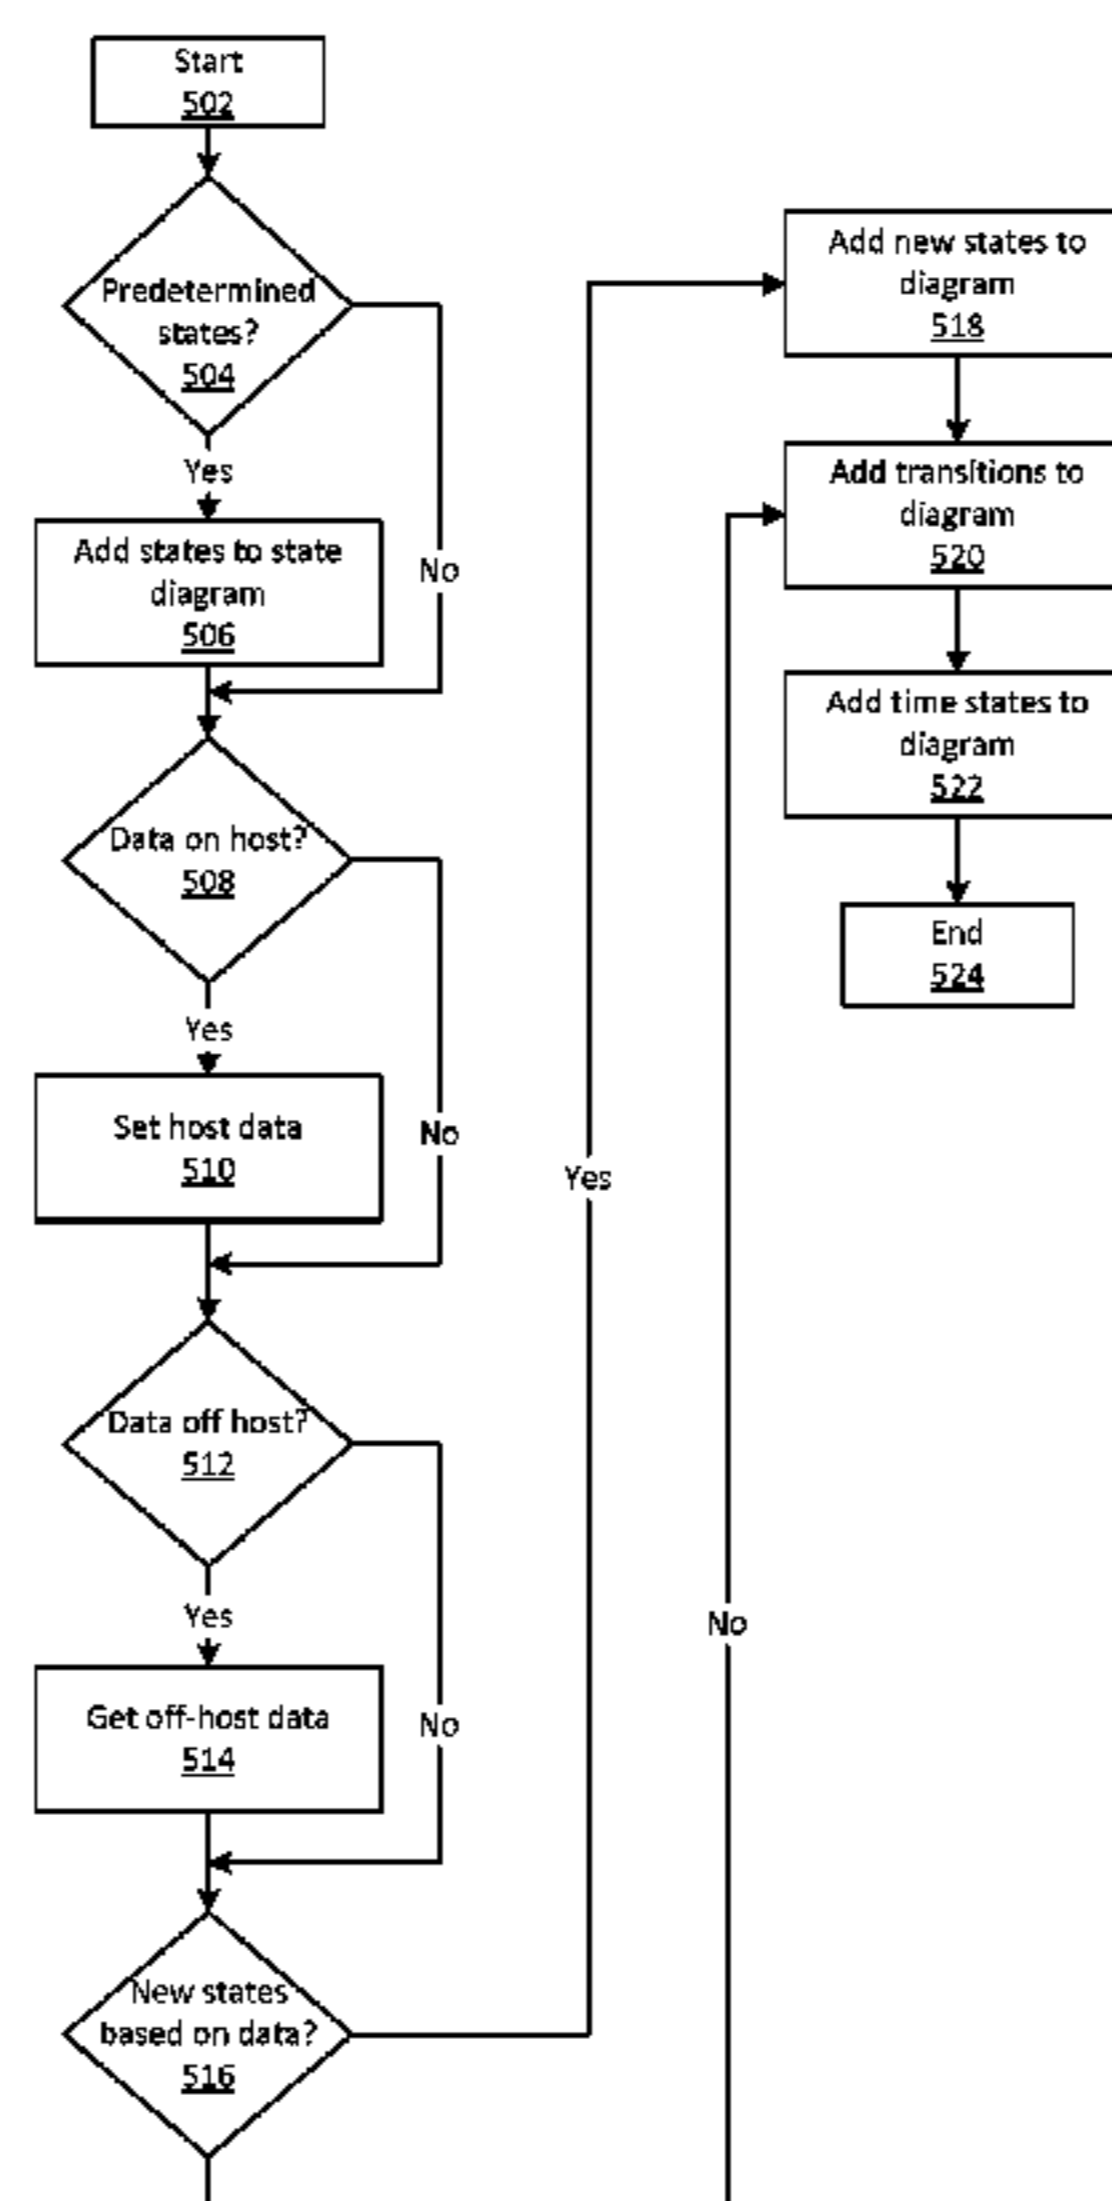 Start
502
Predetermined
states?
504
Yes
No
Add states to state
diagram
506
Data on host?
508
Yes
No
Set host data
510
Data off host?
512
Yes
No
Get off-host data
514
New states
based on data?
516
Yes
No
Add new states to
diagram
518
Add transitions to
diagram
520
Add time states to
diagram
522
End
524